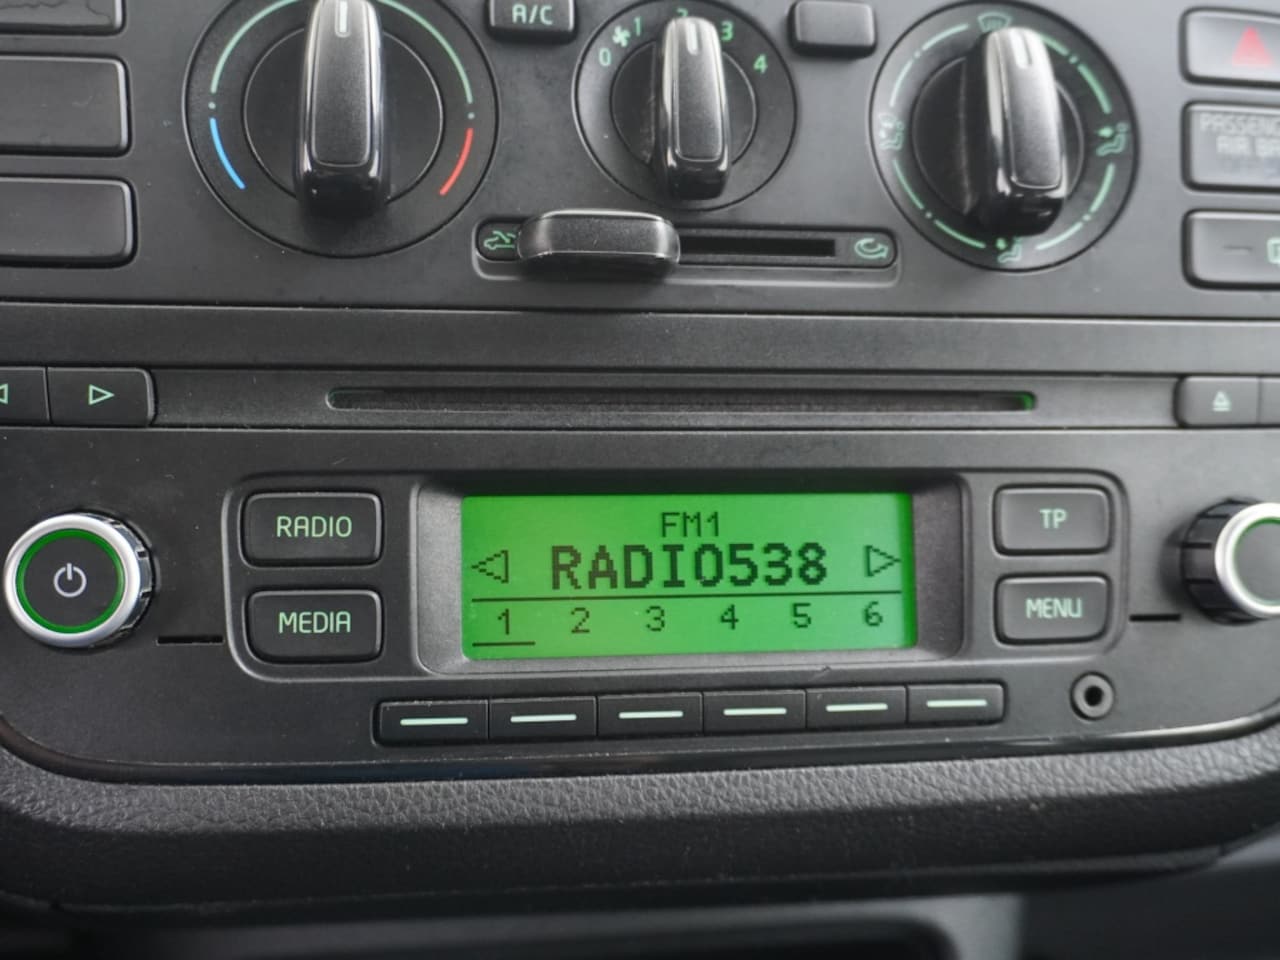 A/C
0 1 2 3 4
PASSENG
AIR BA
RADIO
MEDIA
FM1
RADIO538
1 2 3 4 5 6
TP
MENU